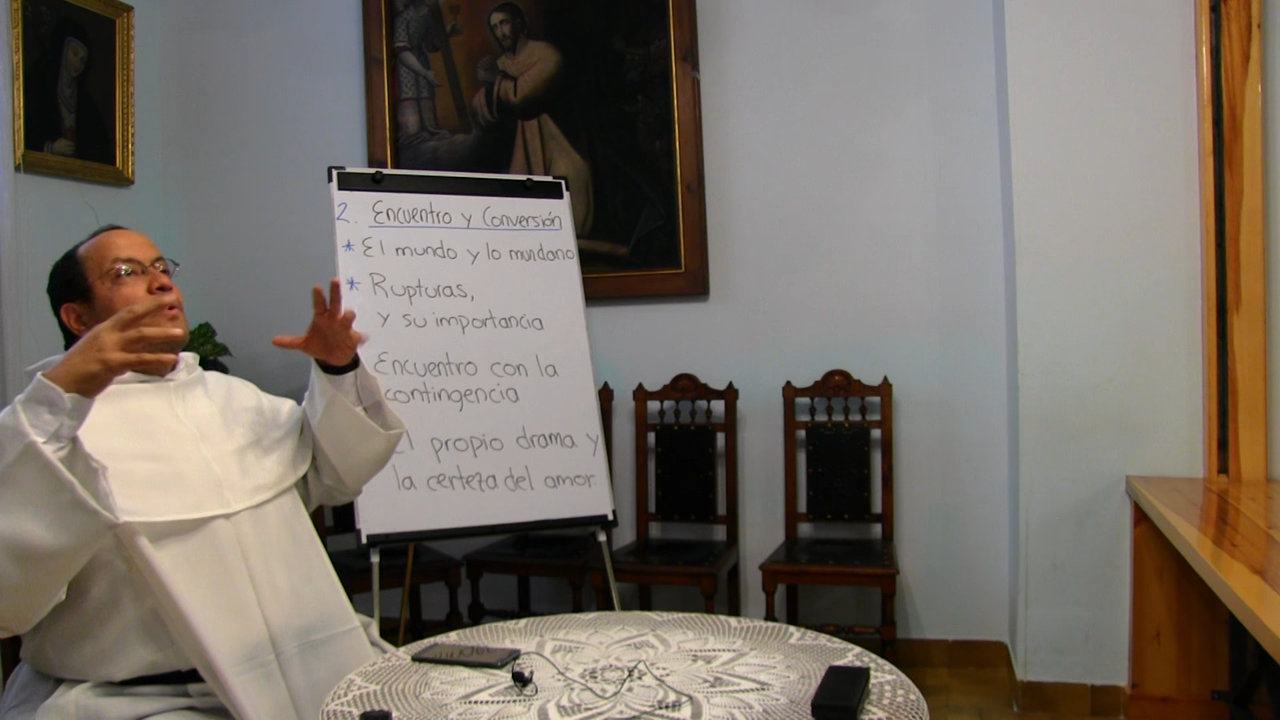 2. Encuentro y Conversión
* El mundo y lo mundano
* Rupturas,
y su importancia
Encuentro con la
contingencia
El propio drama y
la certeza del amor.